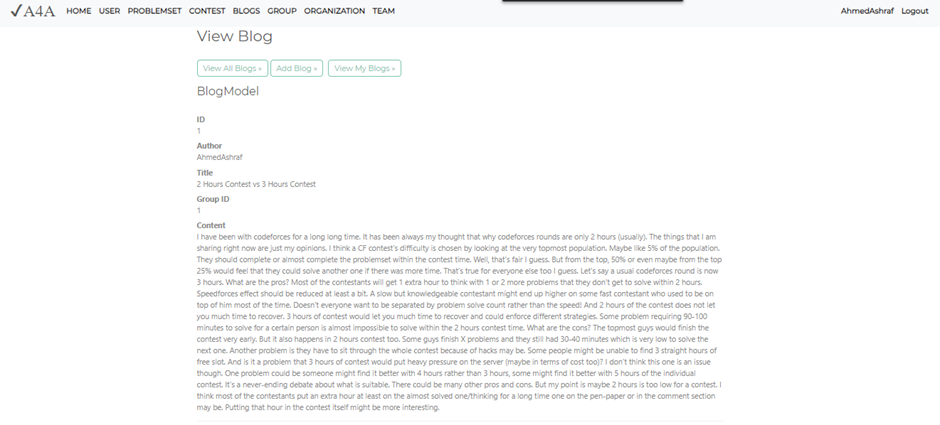 A4A HOME USER PROBLEMSET CONTEST BLOGS GROUP ORGANIZATION TEAM AhmedAshraf Logout
View Blog
View All Blogs » Add Blog » View My Blogs »
BlogModel
ID
1
Author
AhmedAshraf
Title
2 Hours Contest vs 3 Hours Contest
Group ID
1
Content
I have been with codeforces for a long long time. It has been always my thought that why codeforces rounds are only 2 hours (usually). The things that I am
sharing right now are just my opinions. I think a CF contest's difficulty is chosen by looking at the very topmost population. Maybe like 5% of the population.
They should complete or almost complete the problemset within the contest time. Well, that's fair I guess. But from the top, 50% or even maybe from the top
25% would feel that they could solve another one if there was more time. That's true for everyone else too I guess. Let's say a usual codeforces round is now
3 hours. What are the pros? Most of the contestants will get 1 extra hour to think with 1 or 2 more problems that they don't get to solve within 2 hours.
Speedforces effect should be reduced at least a bit. A slow but knowledgeable contestant might end up higher on some fast contestant who used to be on
top of him most of the time. Doesn't everyone want to be separated by problem solve count rather than the speed! And 2 hours of the contest does not let
you much time to recover. 3 hours of contest would let you much time to recover and could enforce different strategies. Some problem requiring 90-100
minutes to solve for a certain person is almost impossible to solve within the 2 hours contest time. What are the cons? The topmost guys would finish the
contest very early. But it also happens in 2 hours contest too. Some guys finish X problems and they still had 30-40 minutes which is very low to solve the
next one. Another problem is they have to sit through the whole contest because of hacks may be. Some people might be unable to find 3 straight hours of
free slot. And is it a problem that 3 hours of contest would put heavy pressure on the server (maybe in terms of cost too)? I don't think this one is an issue
though. One problem could be someone might find it better with 4 hours rather than 3 hours, some might find it better with 5 hours of the individual
contest. It's a never-ending debate about what is suitable. There could be many other pros and cons. But my point is maybe 2 hours is too low for a contest. I
think most of the contestants put an extra hour at least on the almost solved one/thinking for a long time one on the pen-paper or in the comment section
may be. Putting that hour in the contest itself might be more interesting.